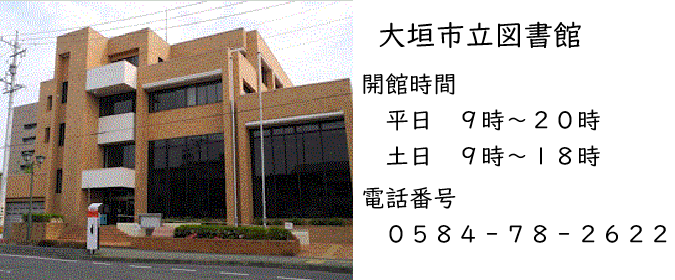 大垣市立図書館
開館時間
平日　９時～２０時
土日　９時～１８時
電話番号
０５８４－７８－２６２２